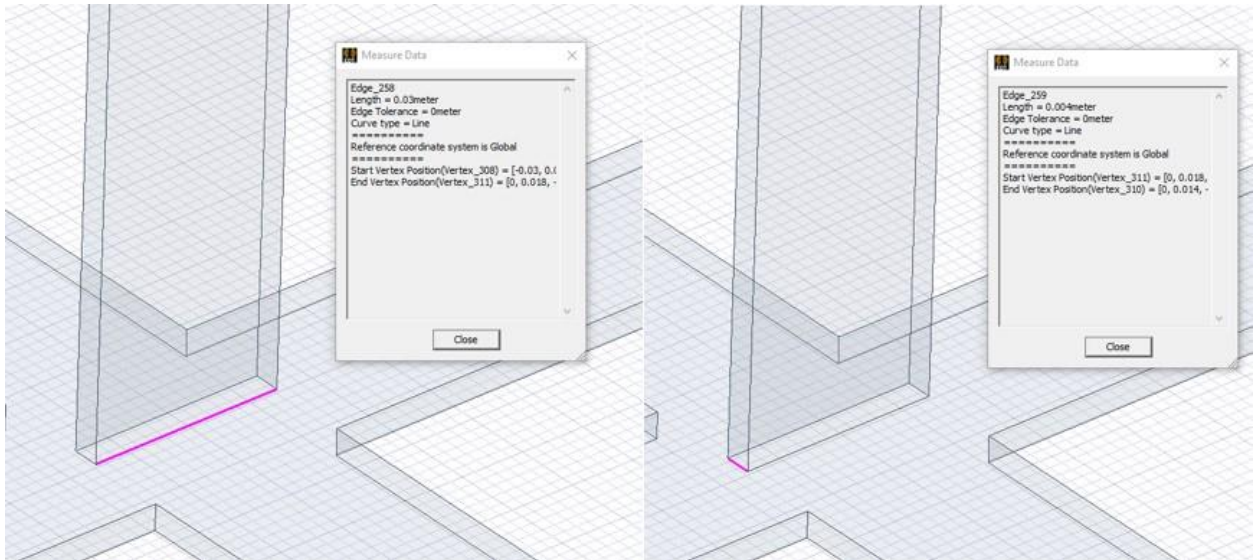 Measure Data
Edge_258
Length = 0.03meter
Edge Tolerance = 0meter
Curve type = Line
==========
Reference coordinate system is Global
==========
Start Vertex Position(Vertex_308) = [-0.03, 0.0
End Vertex Position(Vertex_311) = [0, 0.018, -
Close
Measure Data
Edge_259
Length = 0.004meter
Edge Tolerance = 0meter
Curve type = Line
==========
Reference coordinate system is Global
==========
Start Vertex Position(Vertex_311) = [0, 0.018,
End Vertex Position(Vertex_310) = [0, 0.014, -
Close